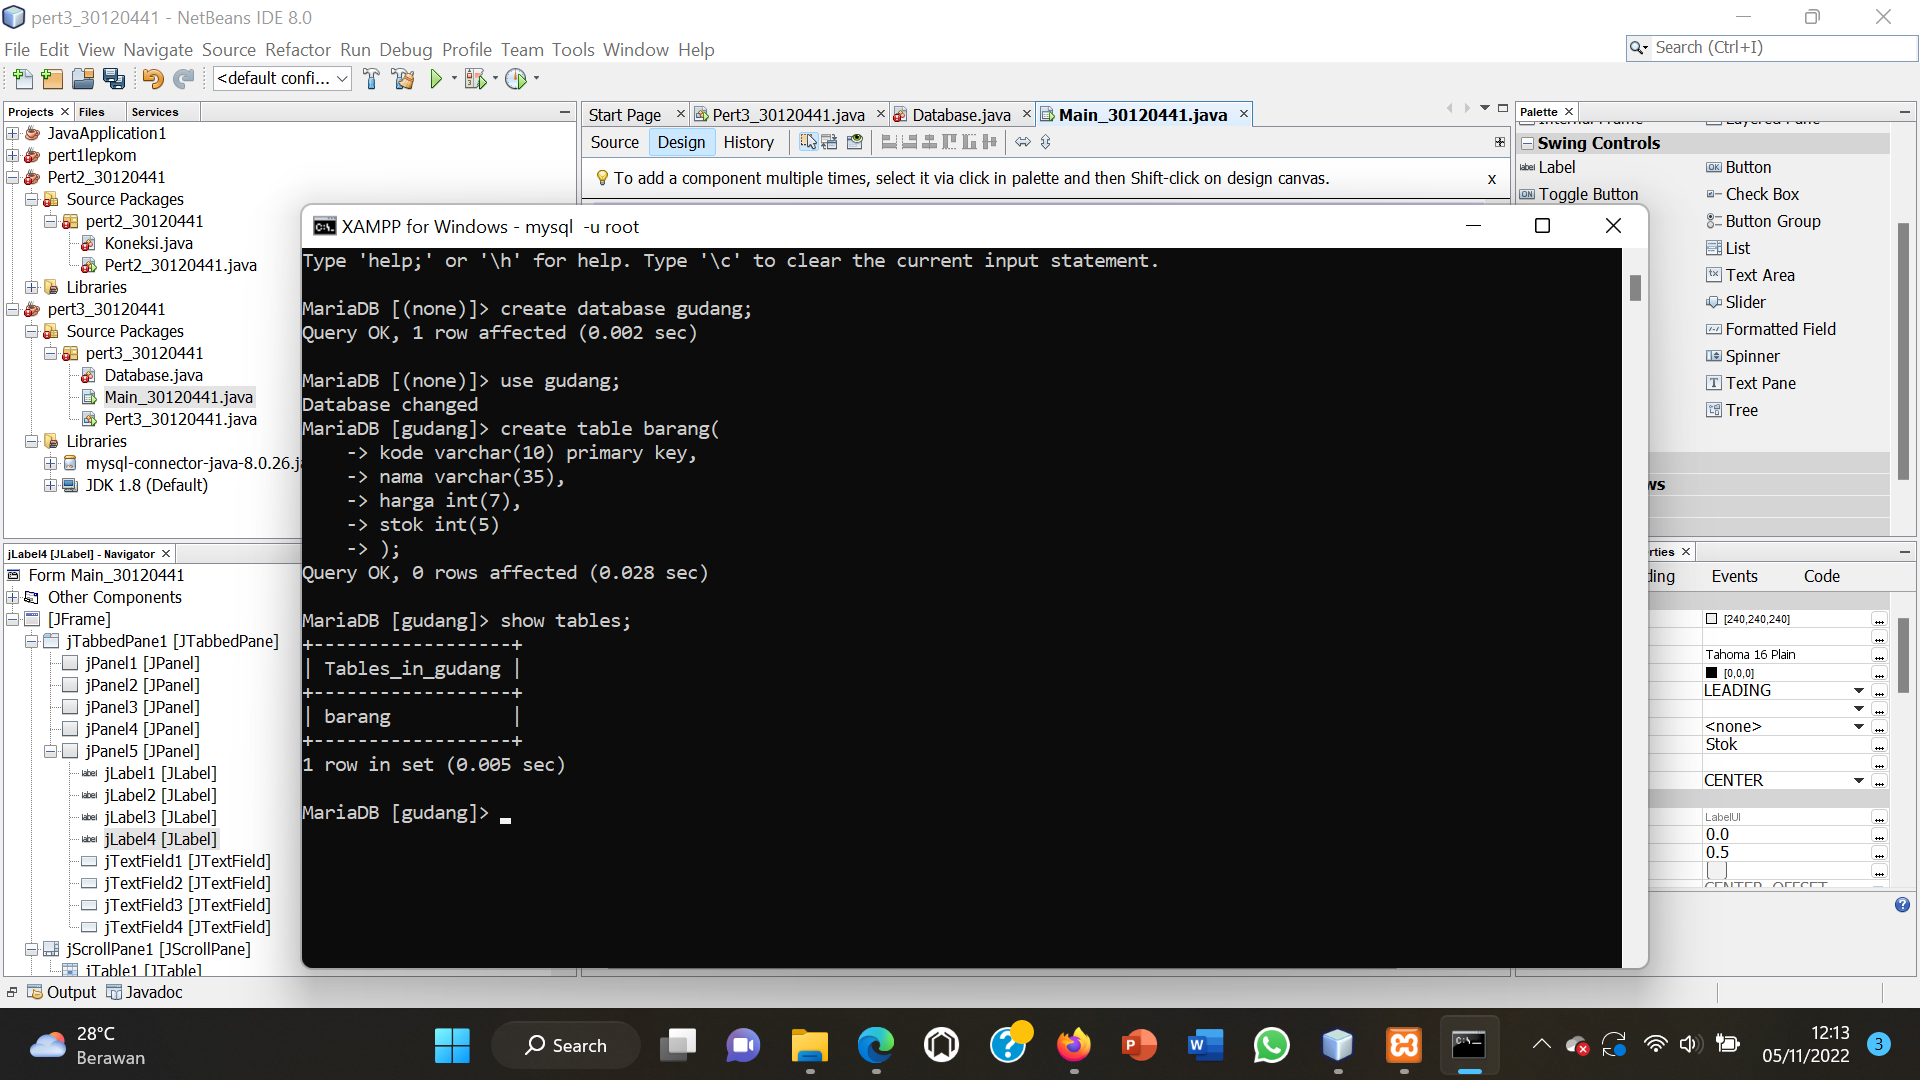 pert3_30120441 - NetBeans IDE 8.0
File Edit View Navigate Source Refactor Run Debug Profile Team Tools Window Help
Search (Ctrl+I)
<default confi...
Projects Files Services
JavaApplication1
pert1lepkom
Pert2_30120441
Source Packages
pert2_30120441
Koneksi.java
Pert2_30120441.java
Libraries
pert3_30120441
Source Packages
pert3_30120441
Database.java
Main_30120441.java
Pert3_30120441.java
Libraries
mysql-connector-java-8.0.26.j
JDK 1.8 (Default)
Start Page Pert3_30120441.java Database.java Main_30120441.java
Source Design History
To add a component multiple times, select it via click in palette and then Shift-click on design canvas. x
Palette
Swing Controls
Label Button
Toggle Button Check Box
Button Group
List
Text Area
Slider
Formatted Field
Spinner
Text Pane
Tree
ws
XAMPP for Windows - mysql -u root
Type 'help;' or '\h' for help. Type '\c' to clear the current input statement.
MariaDB [(none)]> create database gudang;
Query OK, 1 row affected (0.002 sec)
MariaDB [(none)]> use gudang;
Database changed
MariaDB [gudang]> create table barang(
-> kode varchar(10) primary key,
-> nama varchar(35),
-> harga int(7),
-> stok int(5)
-> );
Query OK, 0 rows affected (0.028 sec)
MariaDB [gudang]> show tables;
+------------------+
| Tables_in_gudang |
+------------------+
| barang |
+------------------+
1 row in set (0.005 sec)
MariaDB [gudang]>
jLabel4 [JLabel] - Navigator
Form Main_30120441
Other Components
[JFrame]
jTabbedPane1 [JTabbedPane]
jPanel1 [JPanel]
jPanel2 [JPanel]
jPanel3 [JPanel]
jPanel4 [JPanel]
jPanel5 [JPanel]
jLabel1 [JLabel]
jLabel2 [JLabel]
jLabel3 [JLabel]
jLabel4 [JLabel]
jTextField1 [JTextField]
jTextField2 [JTextField]
jTextField3 [JTextField]
jTextField4 [JTextField]
jScrollPane1 [JScrollPane]
jTable1 [JTable]
rties
ding Events Code
[240,240,240]
Tahoma 16 Plain
[0,0,0]
LEADING
<none>
Stok
CENTER
LabelUI
0.0
0.5
Output Javadoc
28°C
Berawan
Search
12:13
05/11/2022
3